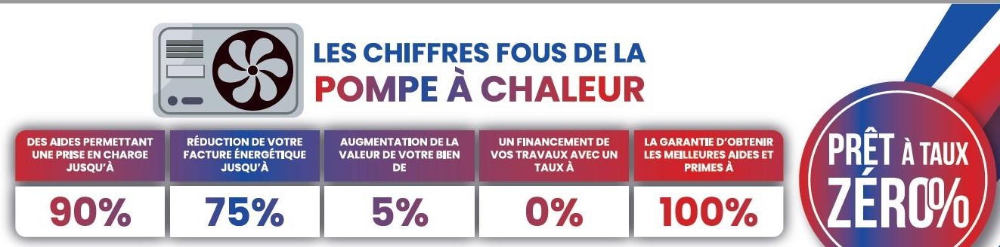 LES CHIFFRES FOUS DE LA
POMPE À CHALEUR
DES AIDES PERMETTANT
UNE PRISE EN CHARGE
JUSQU'À
90%
RÉDUCTION DE VOTRE
FACTURE ÉNERGÉTIQUE
JUSQU'À
75%
AUGMENTATION DE LA
VALEUR DE VOTRE BIEN
DE
5%
UN FINANCEMENT DE
VOS TRAVAUX AVEC UN
TAUX À
0%
LA GARANTIE D'OBTENIR
LES MEILLEURES AIDES ET
PRIMES À
100%
PRÊT À TAUX
ZÉRO%